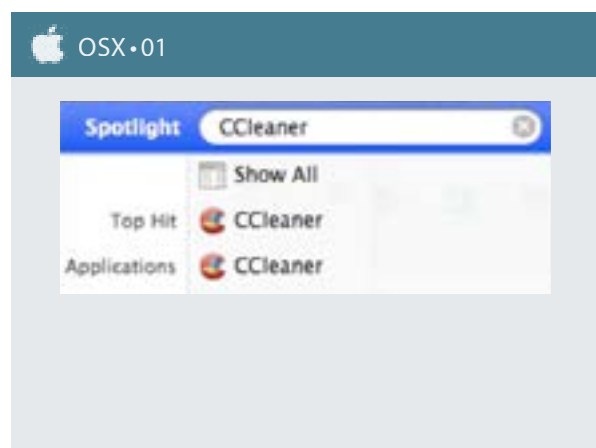 OSX•01
Spotlight CCleaner
Show All
Top Hit CCleaner
Applications CCleaner